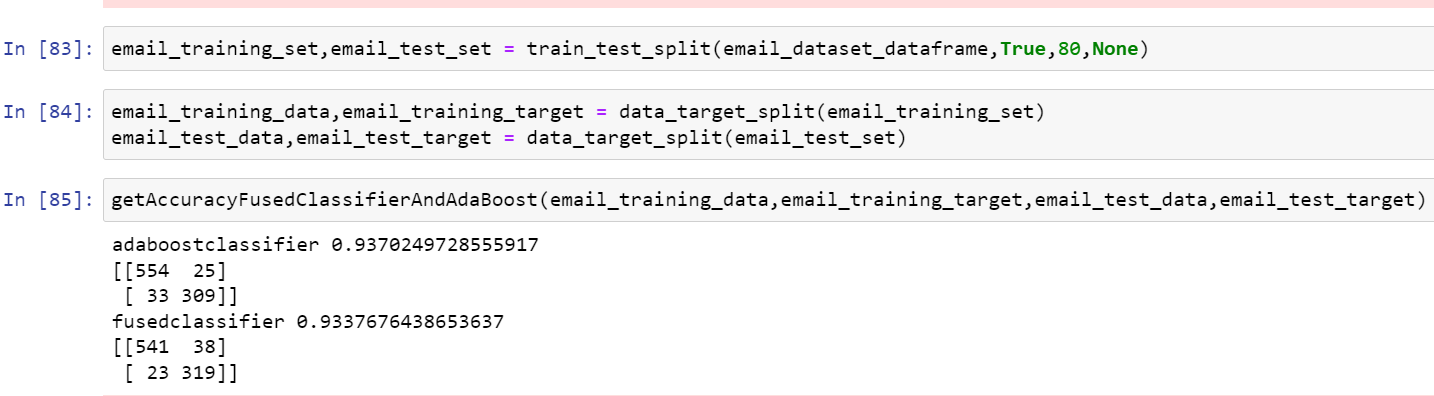 In [83]: email_training_set,email_test_set = train_test_split(email_dataset_dataframe,True,80,None)
In [84]: email_training_data,email_training_target = data_target_split(email_training_set)
email_test_data,email_test_target = data_target_split(email_test_set)
In [85]: getAccuracyFusedClassifierAndAdaBoost(email_training_data,email_training_target,email_test_data,email_test_target)
adaboostclassifier 0.9370249728555917
[[554  25]
 [ 33 309]]
fusedclassifier 0.9337676438653637
[[541  38]
 [ 23 319]]